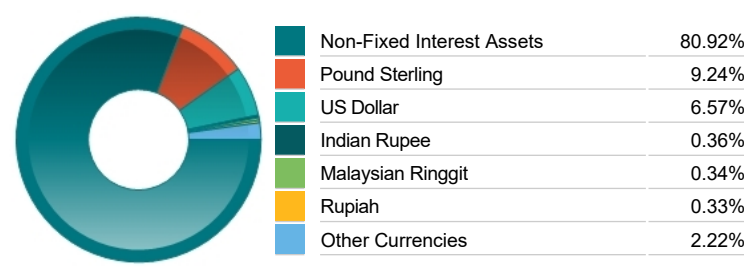 Non-Fixed Interest Assets 80.92%
Pound Sterling 9.24%
US Dollar 6.57%
Indian Rupee 0.36%
Malaysian Ringgit 0.34%
Rupiah 0.33%
Other Currencies 2.22%